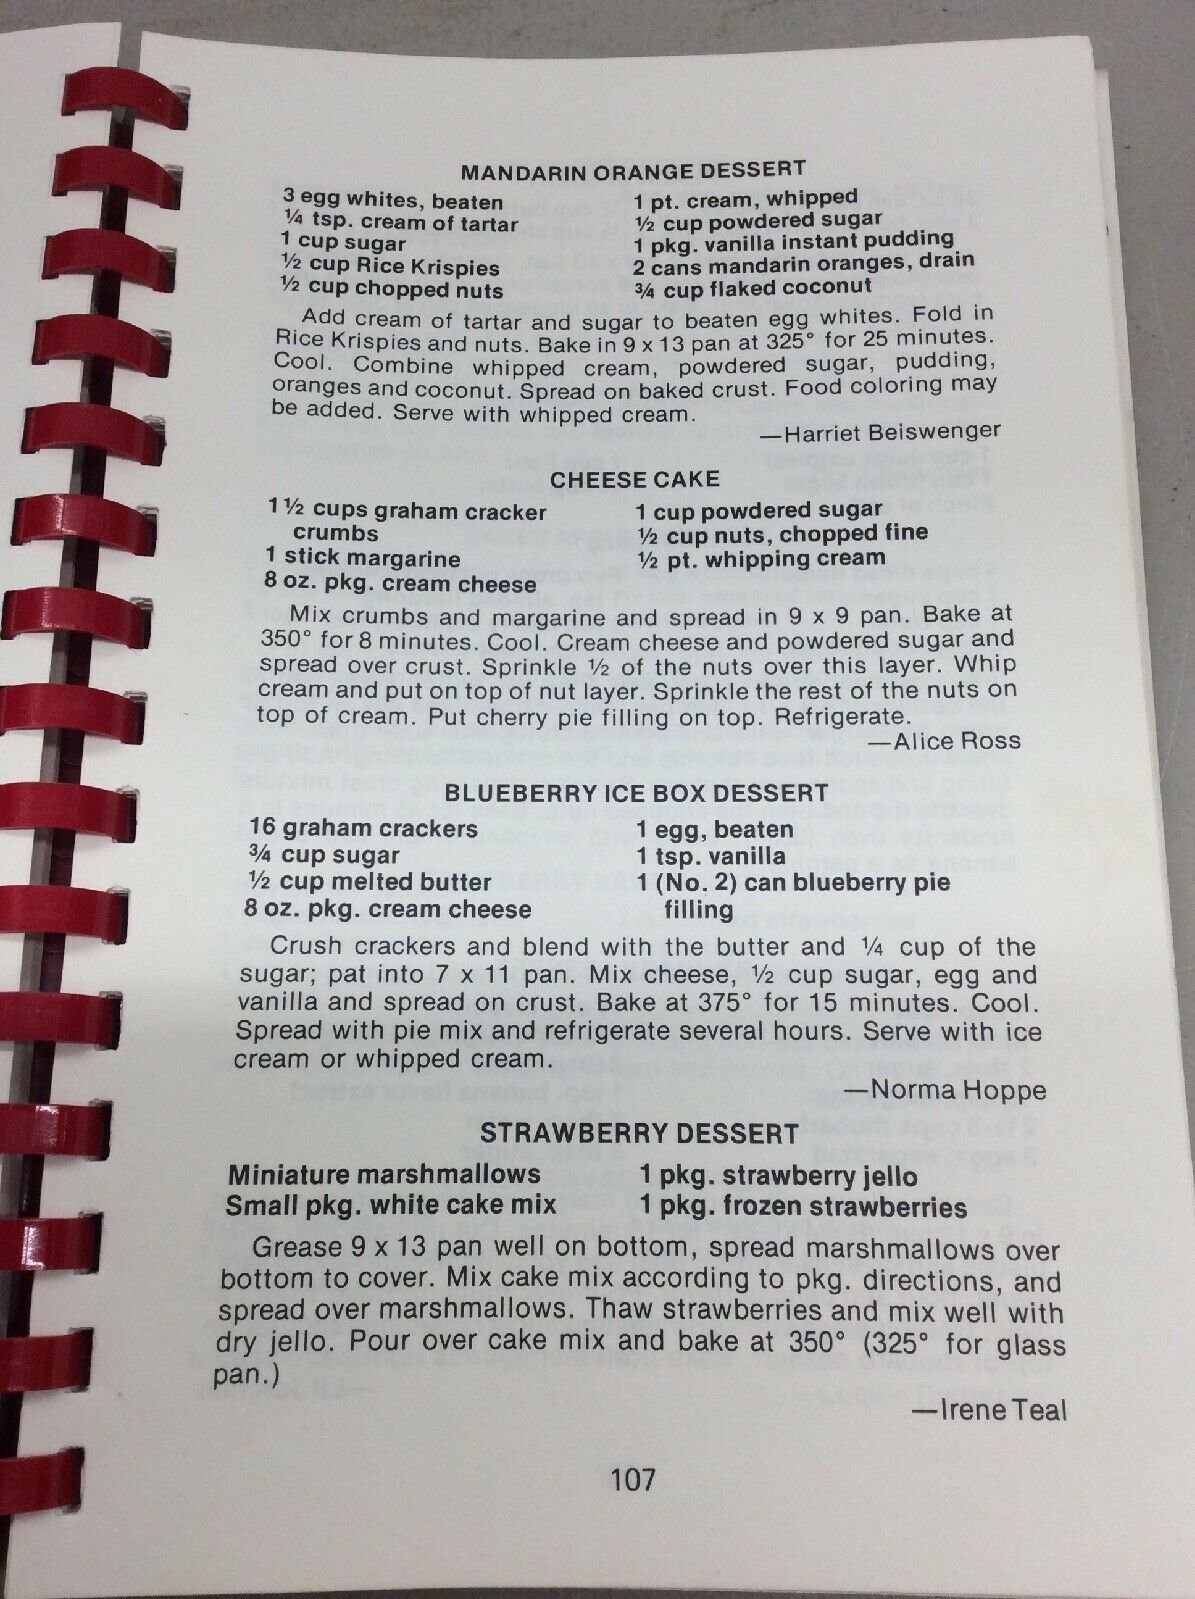 MANDARIN ORANGE DESSERT
3 egg whites, beaten
¼ tsp. cream of tartar
1 cup sugar
½ cup Rice Krispies
½ cup chopped nuts
1 pt. cream, whipped
½ cup powdered sugar
1 pkg. vanilla instant pudding
2 cans mandarin oranges, drain
¾ cup flaked coconut
Add cream of tartar and sugar to beaten egg whites. Fold in
Rice Krispies and nuts. Bake in 9 x 13 pan at 325° for 25 minutes.
Cool. Combine whipped cream, powdered sugar, pudding,
oranges and coconut. Spread on baked crust. Food coloring may
be added. Serve with whipped cream.
—Harriet Beiswenger
CHEESE CAKE
1½ cups graham cracker
crumbs
1 stick margarine
8 oz. pkg. cream cheese
1 cup powdered sugar
½ cup nuts, chopped fine
½ pt. whipping cream
Mix crumbs and margarine and spread in 9 x 9 pan. Bake at
350° for 8 minutes. Cool. Cream cheese and powdered sugar and
spread over crust. Sprinkle ½ of the nuts over this layer. Whip
cream and put on top of nut layer. Sprinkle the rest of the nuts on
top of cream. Put cherry pie filling on top. Refrigerate.
—Alice Ross
BLUEBERRY ICE BOX DESSERT
16 graham crackers
¾ cup sugar
½ cup melted butter
8 oz. pkg. cream cheese
1 egg, beaten
1 tsp. vanilla
1 (No. 2) can blueberry pie
filling
Crush crackers and blend with the butter and ¼ cup of the
sugar; pat into 7 x 11 pan. Mix cheese, ½ cup sugar, egg and
vanilla and spread on crust. Bake at 375° for 15 minutes. Cool.
Spread with pie mix and refrigerate several hours. Serve with ice
cream or whipped cream.
—Norma Hoppe
STRAWBERRY DESSERT
Miniature marshmallows
Small pkg. white cake mix
1 pkg. strawberry jello
1 pkg. frozen strawberries
Grease 9 x 13 pan well on bottom, spread marshmallows over
bottom to cover. Mix cake mix according to pkg. directions, and
spread over marshmallows. Thaw strawberries and mix well with
dry jello. Pour over cake mix and bake at 350° (325° for glass
pan.)
—Irene Teal
107